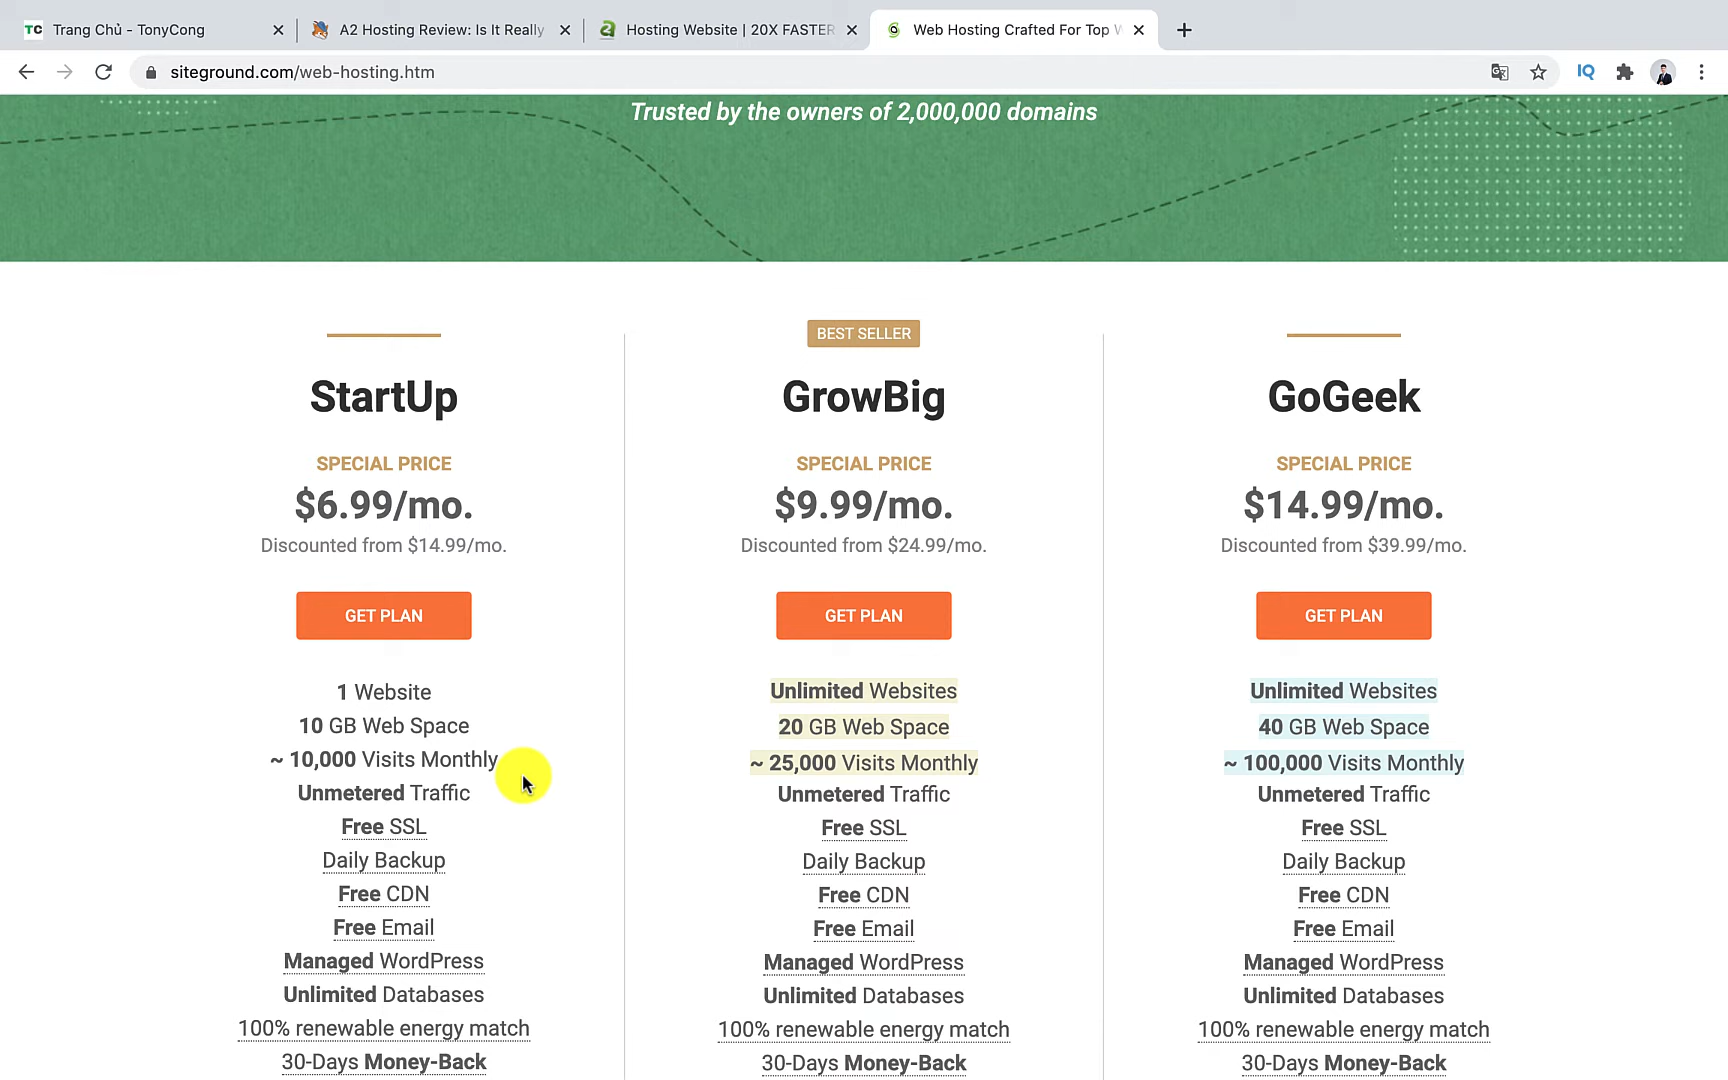 TC Trang Chủ - TonyCong
A2 Hosting Review: Is It Really
Hosting Website | 20X FASTER
Web Hosting Crafted For Top W
siteground.com/web-hosting.htm
IQ
Trusted by the owners of 2,000,000 domains
BEST SELLER
StartUp
SPECIAL PRICE
$6.99/mo.
Discounted from $14.99/mo.
GET PLAN
1 Website
10 GB Web Space
~ 10,000 Visits Monthly
Unmetered Traffic
Free SSL
Daily Backup
Free CDN
Free Email
Managed WordPress
Unlimited Databases
100% renewable energy match
30-Days Money-Back
GrowBig
SPECIAL PRICE
$9.99/mo.
Discounted from $24.99/mo.
GET PLAN
Unlimited Websites
20 GB Web Space
~ 25,000 Visits Monthly
Unmetered Traffic
Free SSL
Daily Backup
Free CDN
Free Email
Managed WordPress
Unlimited Databases
100% renewable energy match
30-Days Money-Back
GoGeek
SPECIAL PRICE
$14.99/mo.
Discounted from $39.99/mo.
GET PLAN
Unlimited Websites
40 GB Web Space
~ 100,000 Visits Monthly
Unmetered Traffic
Free SSL
Daily Backup
Free CDN
Free Email
Managed WordPress
Unlimited Databases
100% renewable energy match
30-Days Money-Back